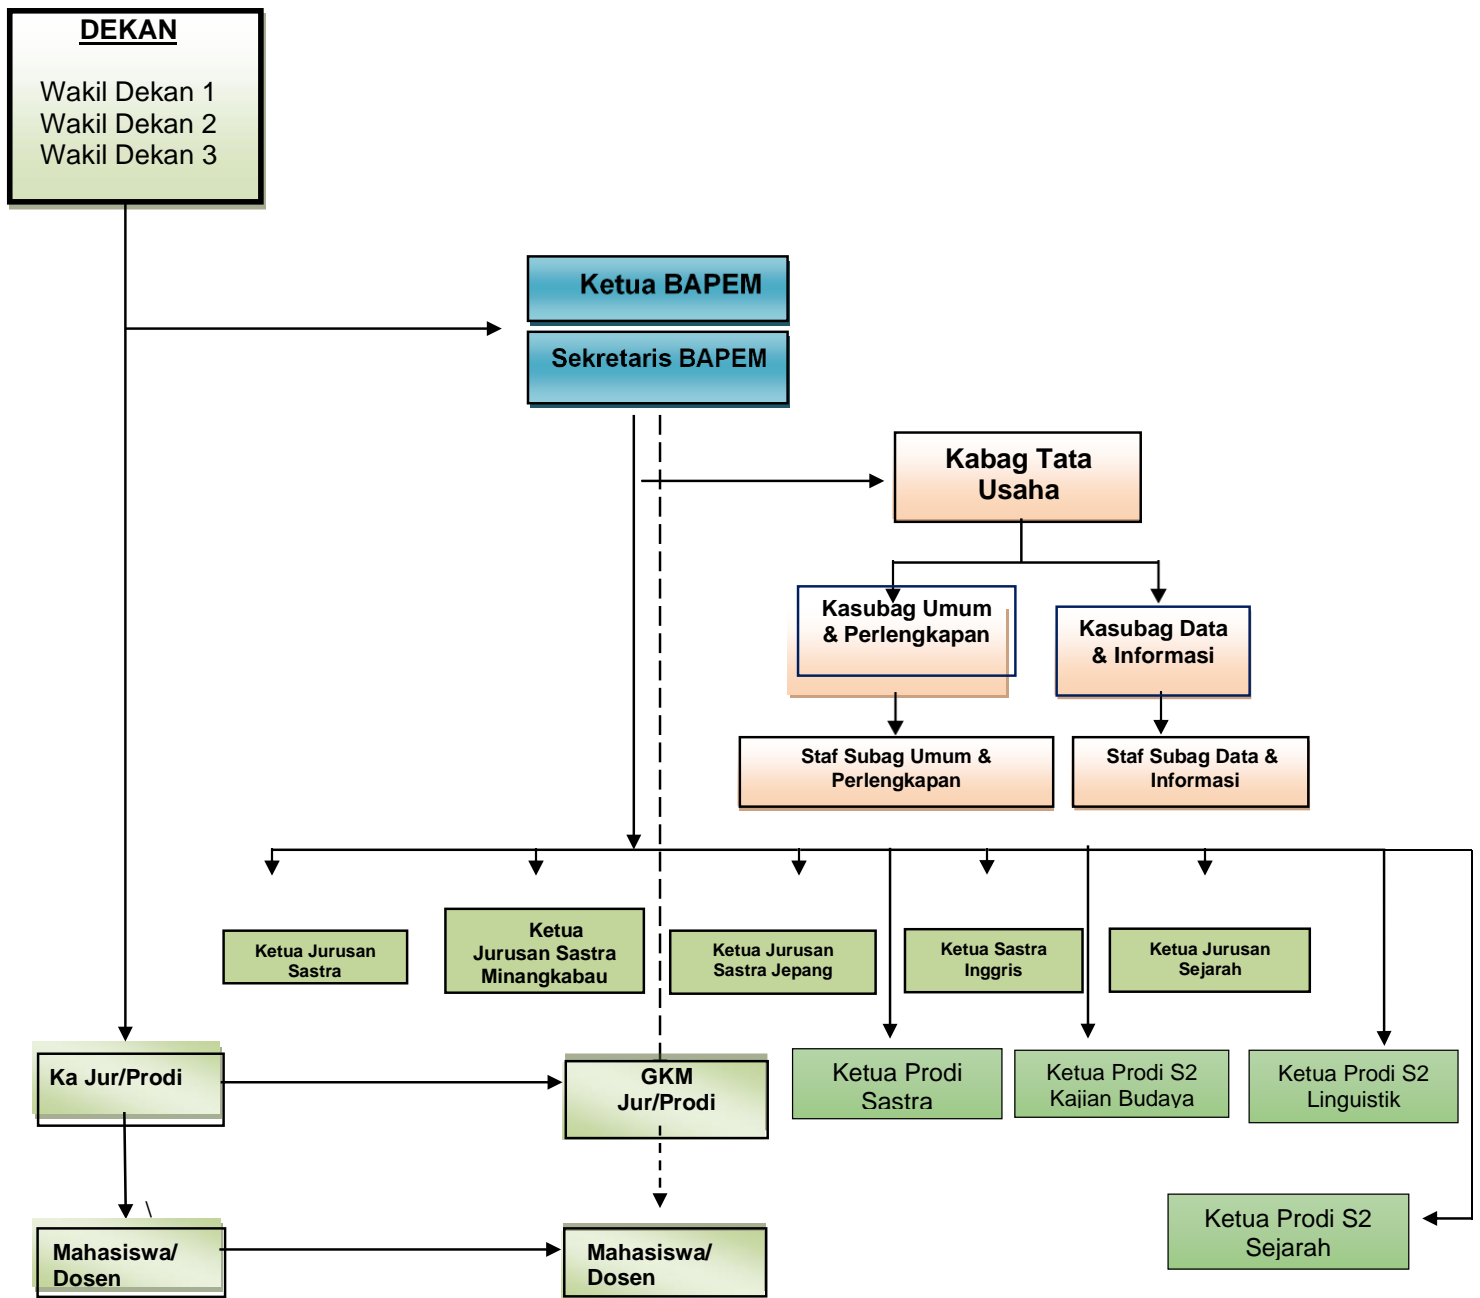 DEKAN
Wakil Dekan 1
Wakil Dekan 2
Wakil Dekan 3
Ketua BAPEM
Sekretaris BAPEM
Kabag Tata
Usaha
Kasubag Umum
& Perlengkapan
Kasubag Data
& Informasi
Staf Subag Umum &
Perlengkapan
Staf Subag Data &
Informasi
Ketua Jurusan
Sastra
Ketua
Jurusan Sastra
Minangkabau
Ketua Jurusan
Sastra Jepang
Ketua Sastra
Inggris
Ketua Jurusan
Sejarah
Ka Jur/Prodi
GKM
Jur/Prodi
Ketua Prodi
Sastra
Ketua Prodi S2
Kajian Budaya
Ketua Prodi S2
Linguistik
\
Mahasiswa/
Dosen
Mahasiswa/
Dosen
Ketua Prodi S2
Sejarah